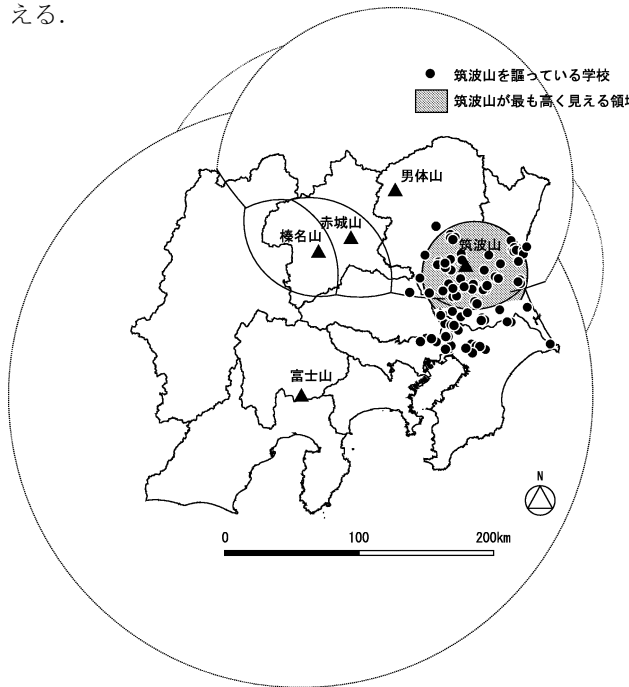 える．
筑波山を謳っている学校
筑波山が最も高く見える領域
男体山
赤城山
榛名山
筑波山
富士山
N
0 100 200km